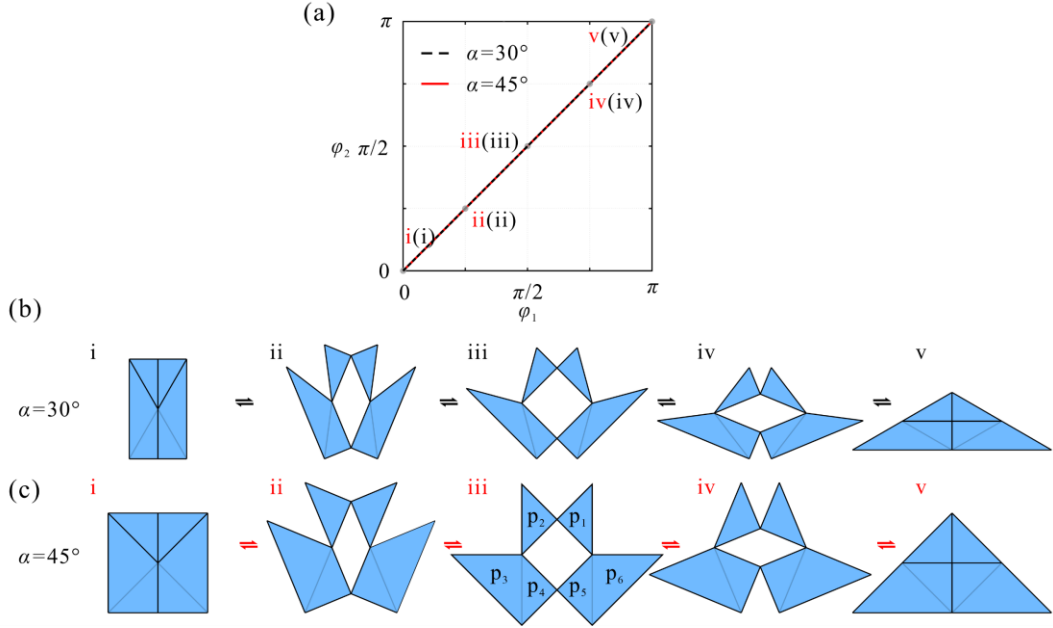 (a)
π
v(v)
α=30°
α=45°
iv(iv)
iii(iii)
φ₂ π/2
ii(ii)
i(i)
0
0 π/2 π
φ₁
(b)
i ii iii iv v
α=30° ⇌ ⇌ ⇌ ⇌
(c)
i ii iii iv v
p₂ p₁
α=45° ⇌ ⇌ ⇌ ⇌
p₃ p₄ p₅ p₆